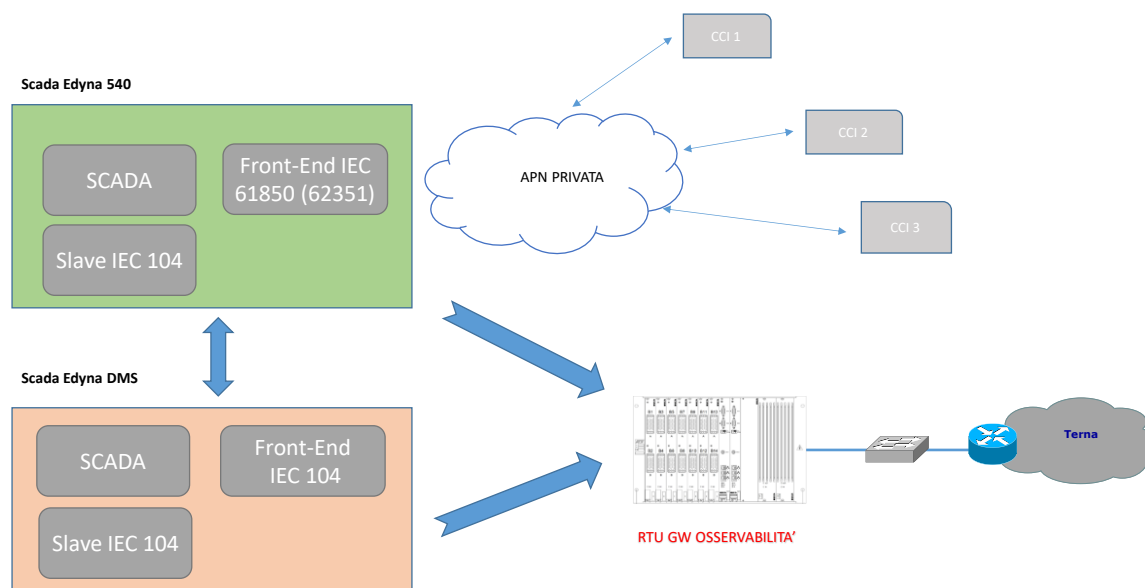 CCI 1
Scada Edyna 540
SCADA
Front-End IEC
61850 (62351)
Slave IEC 104
APN PRIVATA
CCI 2
CCI 3
Scada Edyna DMS
SCADA
Front-End
IEC 104
Slave IEC 104
RTU GW OSSERVABILITA’
Terna